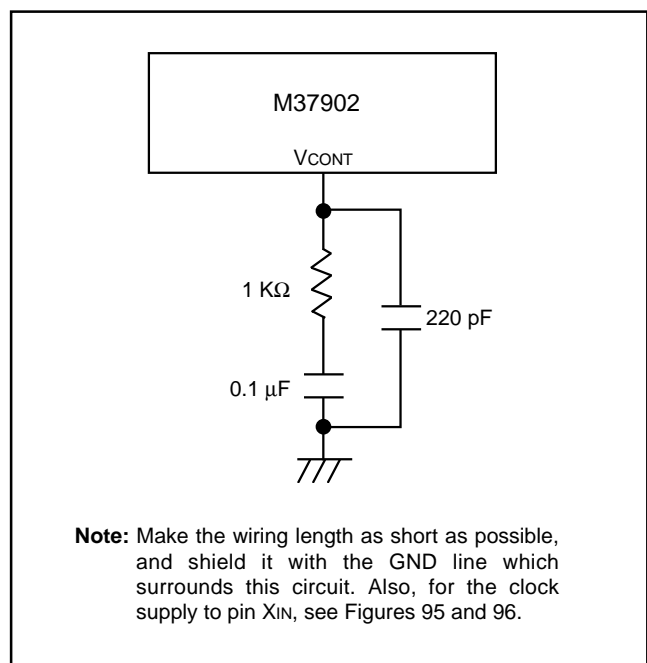 M37902
VCONT
1 KΩ
220 pF
0.1 μF
Note: Make the wiring length as short as possible,
and shield it with the GND line which
surrounds this circuit. Also, for the clock
supply to pin XIN, see Figures 95 and 96.